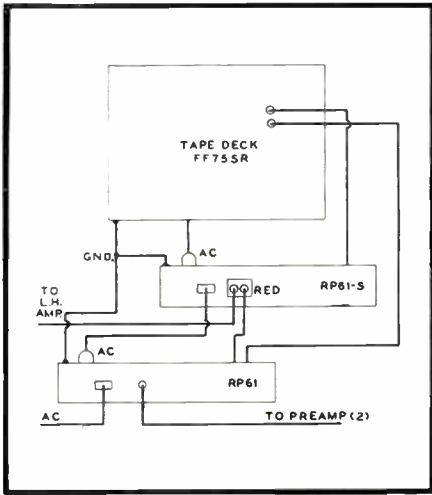 TAPE DECK
FF75SR
GND.
AC
TO
L.H.
AMP.
RED
RP61-S
AC
RP61
AC
TO PREAMP (2)